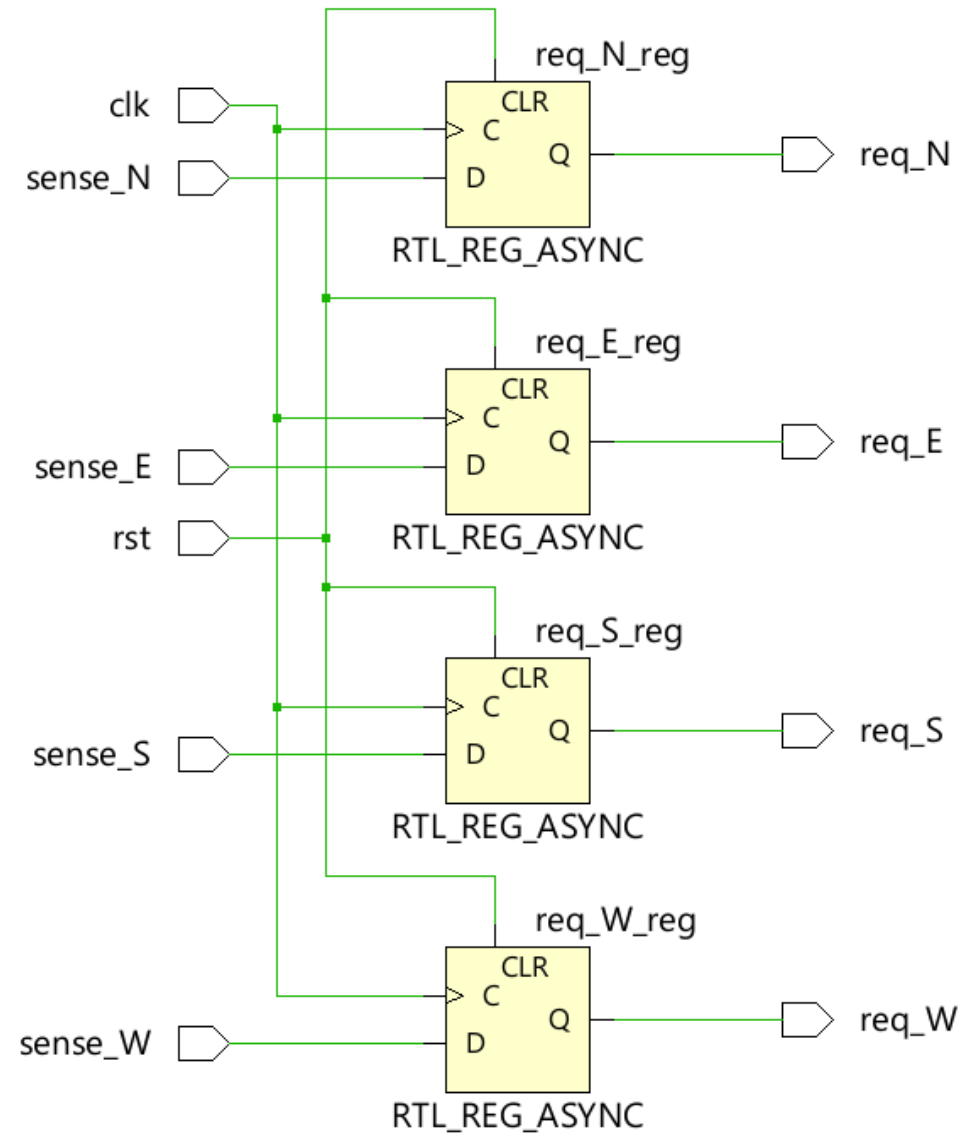 req_N_reg
clk
CLR
C
Q
req_N
sense_N
D
RTL_REG_ASYNC
req_E_reg
CLR
C
Q
req_E
sense_E
D
rst
RTL_REG_ASYNC
req_S_reg
CLR
C
Q
req_S
sense_S
D
RTL_REG_ASYNC
req_W_reg
CLR
C
Q
req_W
sense_W
D
RTL_REG_ASYNC